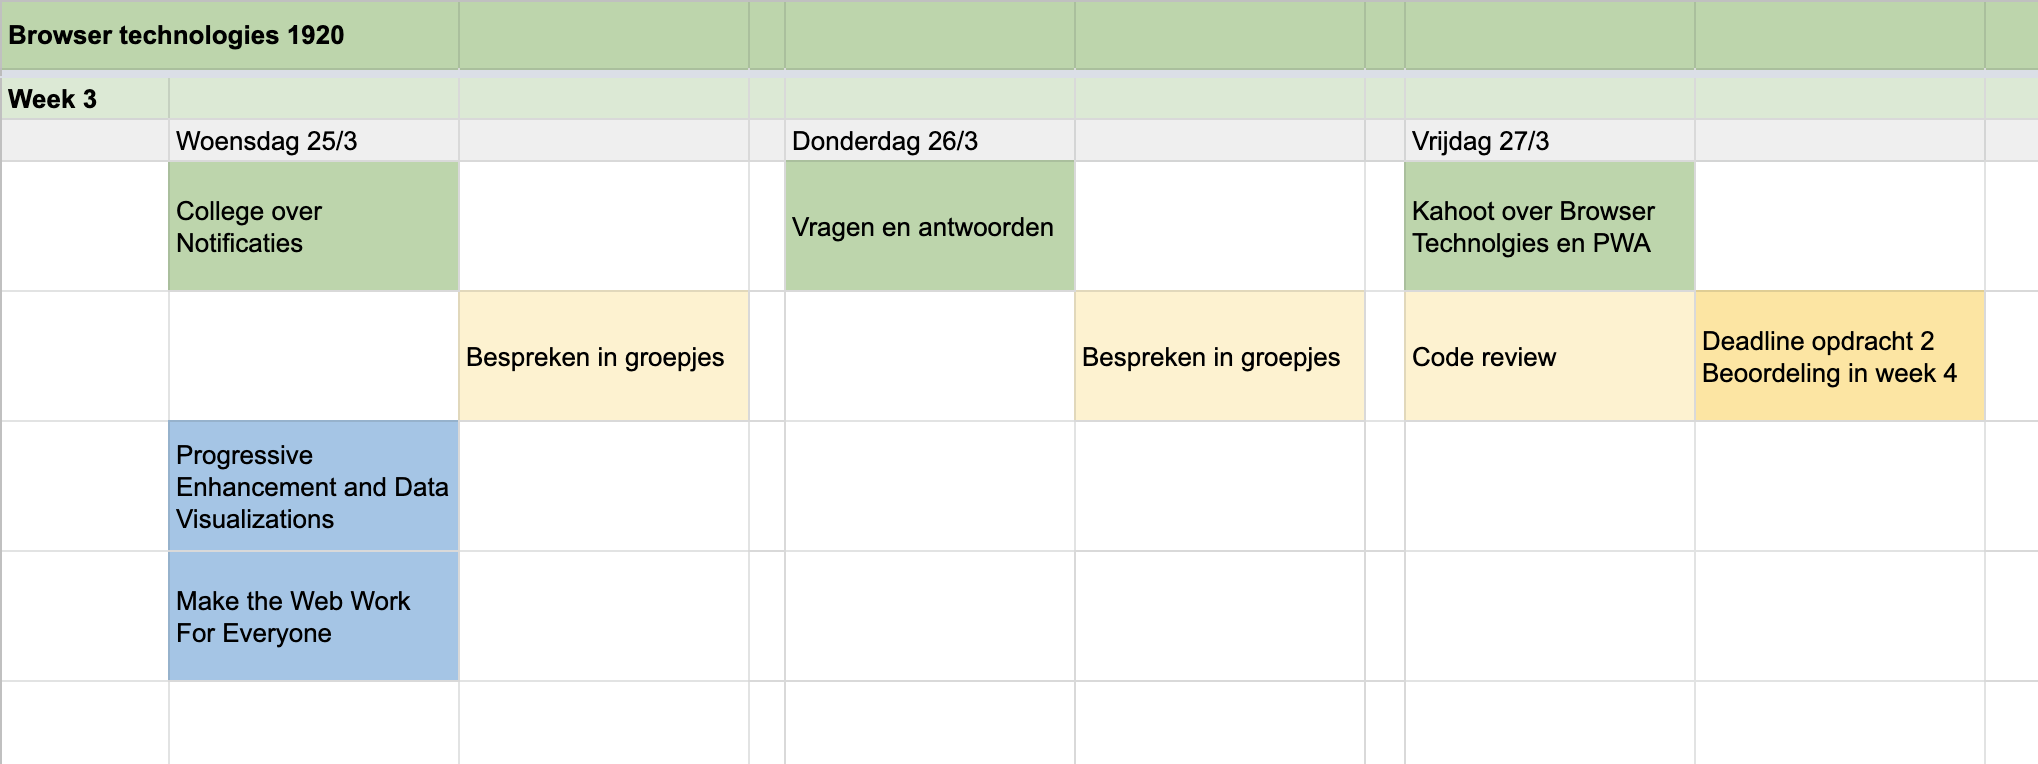 Browser technologies 1920
Week 3
Woensdag 25/3
Donderdag 26/3
Vrijdag 27/3
College over
Notificaties
Vragen en antwoorden
Kahoot over Browser
Technolgies en PWA
Bespreken in groepjes
Bespreken in groepjes
Code review
Deadline opdracht 2
Beoordeling in week 4
Progressive
Enhancement and Data
Visualizations
Make the Web Work
For Everyone